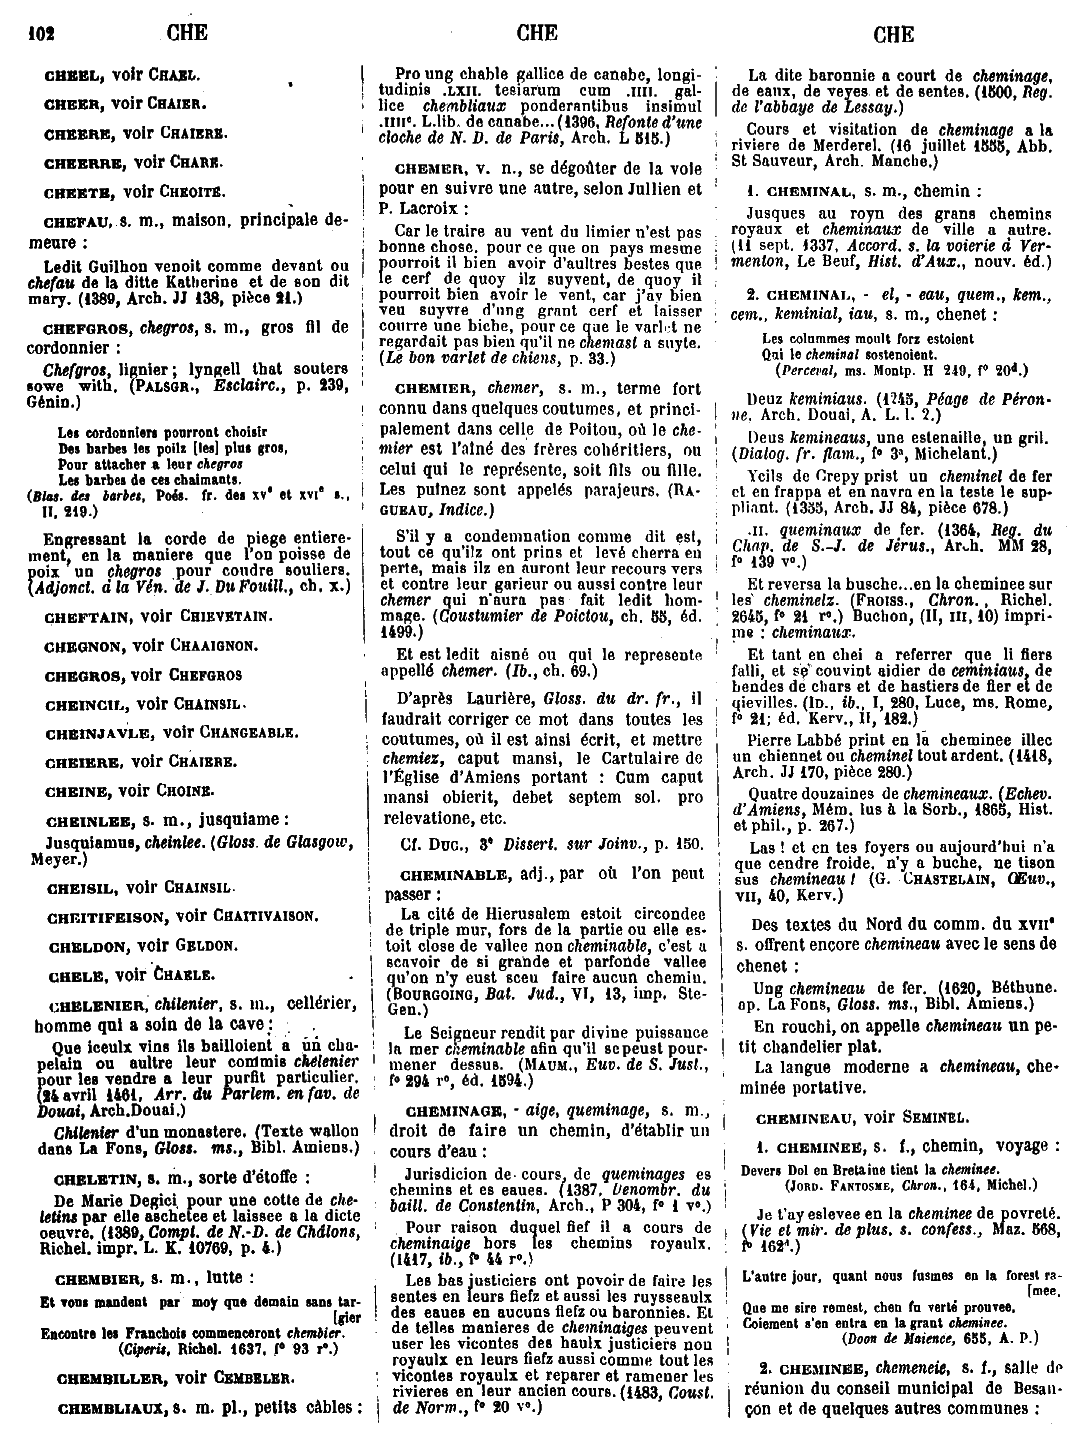 102 CHE CHE CHE
CHEEL, voir CHAEL.
CHEER, voir CHAIER.
CHEERE, voir CHAIERE.
CHEERRE, voir CHARE.
CHEETE, voir CHEOITE.
CHEFAU, s. m., maison, principale de-
meure :
Ledit Guilhon venoit comme devant ou
chefau de la ditte Katherine et de son dit
mary. (1389, Arch. JJ 138, pièce 21.)
CHEFGROS, chegros, s. m., gros fil de
cordonnier :
Chefgros, lignier ; lyngell that souters
sowe with. (PALSGR., Esclairc., p. 239,
Génin.)
Les cordonniers pourront choisir
Des barbes les poilz [les] plus gros,
Pour attacher a leur chegros
Les barbes de ces chaimants.
(Blas. des barbes, Poés. fr. des xvᵉ et xvıᵉ s.,
II, 219.)
Engressant la corde de piege entiere-
ment, en la maniere que l'on poisse de
poix un chegros pour coudre souliers.
(Adjonct. à la Vén. de J. Du Fouill., ch. x.)
CHEFTAIN, voir CHIEVETAIN.
CHEGNON, voir CHAAIGNON.
CHEGROS, voir CHEFGROS
CHEINCIL, voir CHAINSIL.
CHEINJAVLE, voir CHANGEABLE.
CHEIERE, voir CHAIERE.
CHEINE, voir CHOINE.
CHEINLEE, s. m., jusquiame :
Jusquiamus, cheinlee. (Gloss. de Glasgow,
Meyer.)
CHEISIL, voir CHAINSIL.
CHEITIFEISON, voir CHAITIVAISON.
CHELDON, voir GELDON.
CHELE, voir CHAELE.
CHELENIER, chilenier, s. m., cellérier,
homme qui a soin de la cave :
Que iceulx vins ils bailloient a un cha-
pelain ou aultre leur commis chelenier
pour les vendre a leur purfit particulier.
(24 avril 1461, Arr. du Parlem. en fav. de
Douai, Arch. Douai.)
Chilenier d'un monastere. (Texte wallon
dans La Fons, Gloss. ms., Bibl. Amiens.)
CHELETIN, s. m., sorte d'étoffe :
De Marie Degici pour une cotte de che-
letins par elle aschetee et laissee a la dicte
oeuvre. (1389, Compt. de N.-D. de Châlons,
Richel. impr. L. K. 10769, p. 4.)
CHEMBIER, s. m., lutte :
Et vous mandent par moy que demain sans tar-
[gier
Encontre les Franchois commenceront chembier.
(Ciperis, Richel. 1637, f° 93 r°.)
CHEMBILLER, voir CEMBELER.
CHEMBLIAUX, s. m. pl., petits câbles :
Pro ung chable gallice de canabe, longi-
tudinis .LXII. tesiarum cum .IIII. gal-
lice chembliaux ponderantibus insimul
.IIIIᶜ. L. lib. de canabe... (1396, Refonte d'une
cloche de N. D. de Paris, Arch. L 515.)
CHEMER, v. n., se dégoûter de la voie
pour en suivre une autre, selon Jullien et
P. Lacroix :
Car le traire au vent du limier n'est pas
bonne chose, pour ce que on pays mesme
pourroit il bien avoir d'aultres bestes que
le cerf de quoy ilz suyvent, de quoy il
pourroit bien avoir le vent, car j'ay bien
veu suyvre d'ung grant cerf et laisser
courre une biche, pour ce que le varlet ne
regardait pas bien qu'il ne chemast a suyte.
(Le bon varlet de chiens, p. 33.)
CHEMIER, chemer, s. m., terme fort
connu dans quelques coutumes, et princi-
palement dans celle de Poitou, où le che-
mier est l'aîné des frères cohéritiers, ou
celui qui le représente, soit fils ou fille.
Les puinez sont appelés parajeurs. (RA-
GUEAU, Indice.)
S'il y a condemnation comme dit est,
tout ce qu'ilz ont prins et levé cherra en
perte, mais ilz en auront leur recours vers
et contre leur garieur ou aussi contre leur
chemer qui n'aura pas fait ledit hom-
mage. (Coustumier de Poictou, ch. 55, éd.
1499.)
Et est ledit aisné ou qui le represente
appellé chemer. (Ib., ch. 69.)
D'après Laurière, Gloss. du dr. fr., il
faudrait corriger ce mot dans toutes les
coutumes, où il est ainsi écrit, et mettre
chemiez, caput mansi, le Cartulaire de
l'Église d'Amiens portant : Cum caput
mansi obierit, debet septem sol. pro
relevatione, etc.
Cf. DUC., 3ᵉ Dissert. sur Joinv., p. 150.
CHEMINABLE, adj., par où l'on peut
passer :
La cité de Hierusalem estoit circondee
de triple mur, fors de la partie ou elle es-
toit close de vallee non cheminable, c'est a
scavoir de si grande et parfonde vallee
qu'on n'y eust sceu faire aucun chemin.
(BOURGOING, Bat. Jud., VI, 13, imp. Ste-
Gen.)
Le Seigneur rendit par divine puissance
la mer cheminable afin qu'il se peust pour-
mener dessus. (MAUM., Euv. de S. Just.,
f° 294 r°, éd. 1594.)
CHEMINAGE, - aige, queminage, s. m.,
droit de faire un chemin, d'établir un
cours d'eau :
Jurisdicion de cours, de queminages es
chemins et es eaues. (1387, Denombr. du
baill. de Constentin, Arch., P 304, f° 1 v°.)
Pour raison duquel fief il a cours de
cheminaige hors les chemins royaulx.
(1417, ib., f° 44 r°.)
Les bas justiciers ont povoir de faire les
sentes en leurs fiefz et aussi les ruysseaulx
des eaues en aucuns fiefz ou baronnies. Et
de telles manieres de cheminaiges peuvent
user les vicontes des haulx justiciers non
royaulx en leurs fiefz aussi comme tout les
vicontes royaulx et reparer et ramener les
rivieres en leur ancien cours. (1483, Coust.
de Norm., f° 20 v°.)
La dite baronnie a court de cheminage,
de eaux, de veyes et de sentes. (1500, Reg.
de l'abbaye de Lessay.)
Cours et visitation de cheminage a la
riviere de Merderel. (16 juillet 1555, Abb.
St Sauveur, Arch. Manche.)
1. CHEMINAL, s. m., chemin :
Jusques au royn des grans chemins
royaux et cheminaux de ville a autre.
(11 sept. 1337, Accord. s. la voierie à Ver-
menton, Le Beuf, Hist. d'Aux., nouv. éd.)
2. CHEMINAL, - el, - eau, quem., kem.,
cem., keminial, iau, s. m., chenet :
Les columnes moult forz estoient
Qui le cheminal sostenoient.
(Perceval, ms. Montp. H 249, f° 20ᵈ.)
Deuz keminiaus. (1245, Péage de Péron-
ne, Arch. Douai, A. L. l. 2.)
Deus kemineaus, une estenaille, un gril.
(Dialog. fr. flam., f° 3ᵃ, Michelant.)
Yceils de Crepy prist un cheminel de fer
et en frappa et en navra en la teste le sup-
pliant. (1355, Arch. JJ 84, pièce 678.)
.II. queminaux de fer. (1364, Reg. du
Chap. de S.-J. de Jérus., Arch. MM 28,
f° 139 v°.)
Et reversa la busche... en la cheminee sur
les cheminelz. (FROISS., Chron., Richel.
2645, f° 21 r°.) Buchon, (II, III, 10) impri-
me : cheminaux.
Et tant en chei a referrer que li fiers
falli, et se couvint aidier de ceminiaus, de
bendes de chars et de hastiers de fier et de
qievilles. (ID., ib., I, 280, Luce, ms. Rome,
f° 21; éd. Kerv., II, 182.)
Pierre Labbé print en la cheminee illec
un chiennet ou cheminel tout ardent. (1418,
Arch. JJ 170, pièce 280.)
Quatre douzaines de chemineaux. (Echev.
d'Amiens, Mém. lus à la Sorb., 1865, Hist.
et phil., p. 267.)
Las ! et en tes foyers ou aujourd'hui n'a
que cendre froide, n'y a buche, ne tison
sus chemineau ! (G. CHASTELAIN, Œuv.,
VII, 40, Kerv.)
Des textes du Nord du comm. du xvııᵉ
s. offrent encore chemineau avec le sens de
chenet :
Ung chemineau de fer. (1620, Béthune.
ap. La Fons, Gloss. ms., Bibl. Amiens.)
En rouchi, on appelle chemineau un pe-
tit chandelier plat.
La langue moderne a chemineau, che-
minée portative.
CHEMINEAU, voir SEMINEL.
1. CHEMINEE, s. f., chemin, voyage :
Devers Dol en Bretaine tient la cheminee.
(JORD. FANTOSME, Chron., 164, Michel.)
Je t'ay eslevee en la cheminee de povreté.
(Vie et mir. de plus. s. confess., Maz. 568,
f° 162ᵈ.)
L'autre jour, quant nous fusmes en la forest ra-
[mee,
Que me sire remest, chen fu verté prouvee,
Coiement s'en entra en la grant cheminee.
(Doon de Maience, 655, A. P.)
2. CHEMINEE, chemeneie, s. f., salle de
réunion du conseil municipal de Besan-
çon et de quelques autres communes :